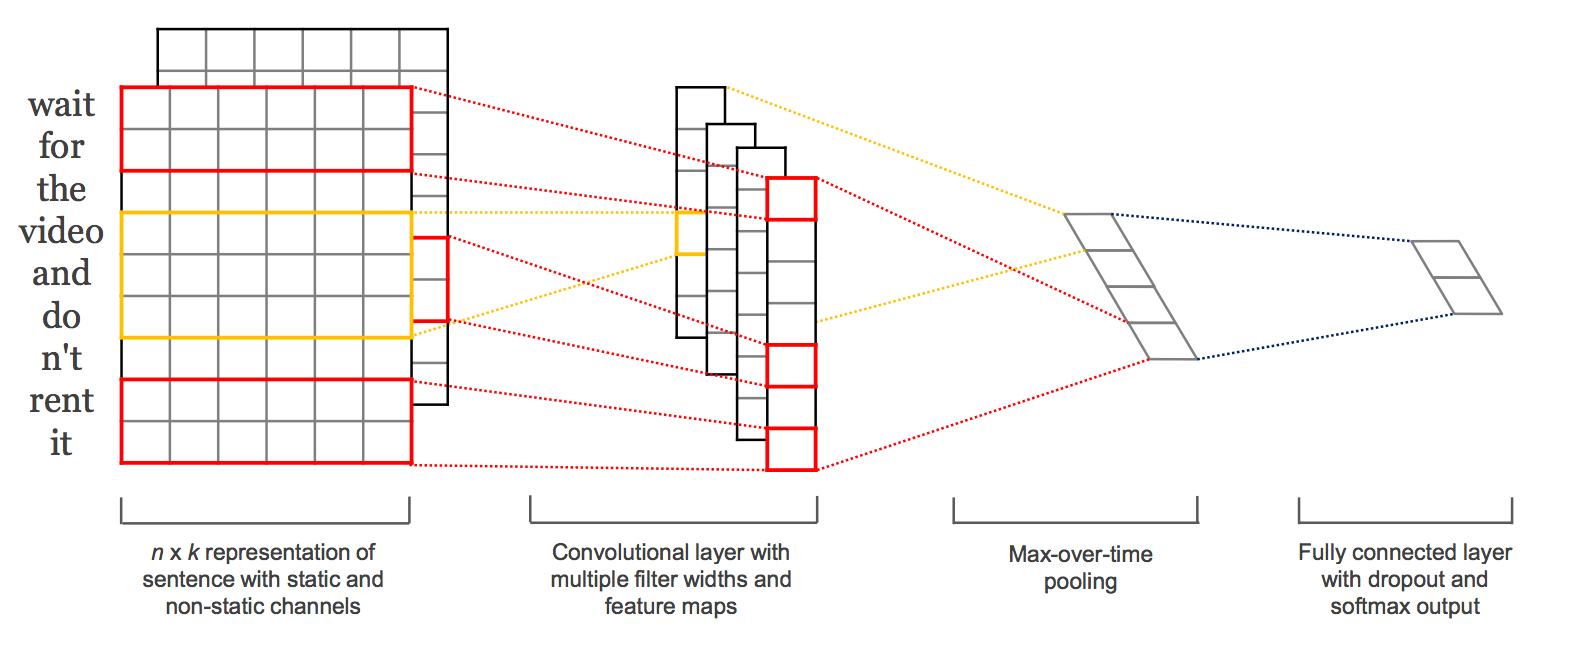 wait
for
the
video
and
do
n't
rent
it
n x k representation of
sentence with static and
non-static channels
Convolutional layer with
multiple filter widths and
feature maps
Max-over-time
pooling
Fully connected layer
with dropout and
softmax output